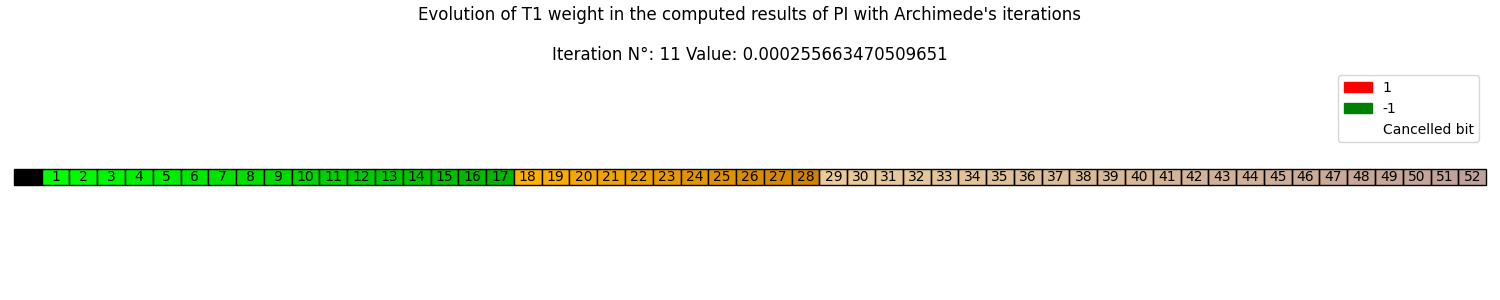 Evolution of T1 weight in the computed results of PI with Archimede's iterations
Iteration N°: 11 Value: 0.000255663470509651
1
-1
Cancelled bit
1 2 3 4 5 6 7 8 9 10 11 12 13 14 15 16 17 18 19 20 21 22 23 24 25 26 27 28 29 30 31 32 33 34 35 36 37 38 39 40 41 42 43 44 45 46 47 48 49 50 51 52